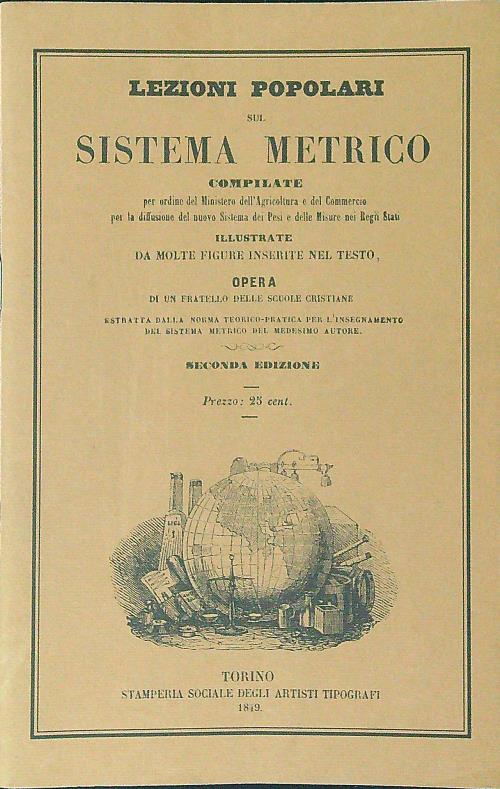 LEZIONI POPOLARI
SUL
SISTEMA METRICO
COMPILATE
per ordine del Ministero dell'Agricoltura e del Commercio
per la diffusione del nuovo Sistema dei Pesi e delle Misure nei Regii Stati
ILLUSTRATE
DA MOLTE FIGURE INSERITE NEL TESTO,
OPERA
DI UN FRATELLO DELLE SCUOLE CRISTIANE
ESTRATTA DALLA NORMA TEORICO-PRATICA PER L'INSEGNAMENTO
DEL SISTEMA METRICO DEL MEDESIMO AUTORE.
SECONDA EDIZIONE
Prezzo: 25 cent.
TORINO
STAMPERIA SOCIALE DEGLI ARTISTI TIPOGRAFI
1849.